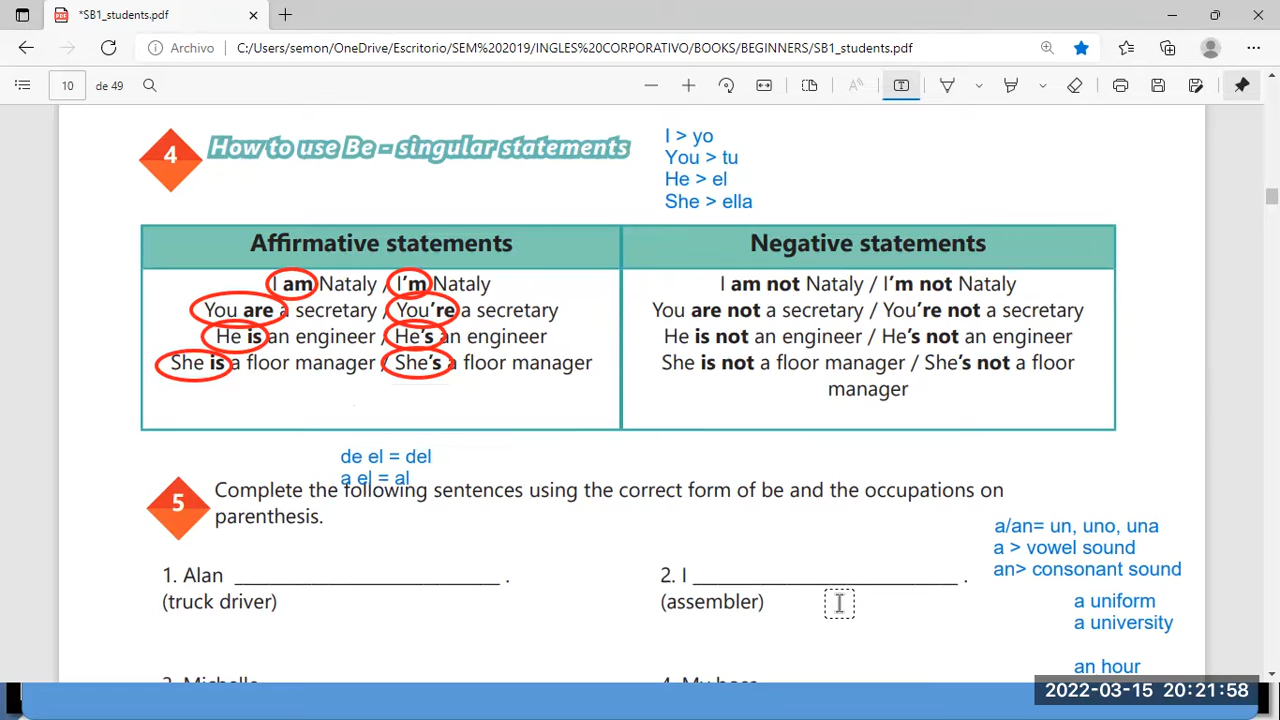 *SB1_students.pdf
Archivo
C:/Users/semon/OneDrive/Escritorio/SEM%202019/INGLES%20CORPORATIVO/BOOKS/BEGINNERS/SB1_students.pdf
10 de 49
4 How to use Be - singular statements
I > yo
You > tu
He > el
She > ella
Affirmative statements
I am Nataly / I'm Nataly
You are a secretary / You're a secretary
He is an engineer / He's an engineer
She is a floor manager / She's a floor manager
Negative statements
I am not Nataly / I'm not Nataly
You are not a secretary / You're not a secretary
He is not an engineer / He's not an engineer
She is not a floor manager / She's not a floor
manager
de el = del
a el = al
5 Complete the following sentences using the correct form of be and the occupations on
parenthesis.
a/an= un, uno, una
a > vowel sound
an> consonant sound
a uniform
a university
an hour
1. Alan ________________________ .
(truck driver)
2. I ________________________ .
(assembler)
3. Michelle
4. My boss
2022-03-15 20:21:58